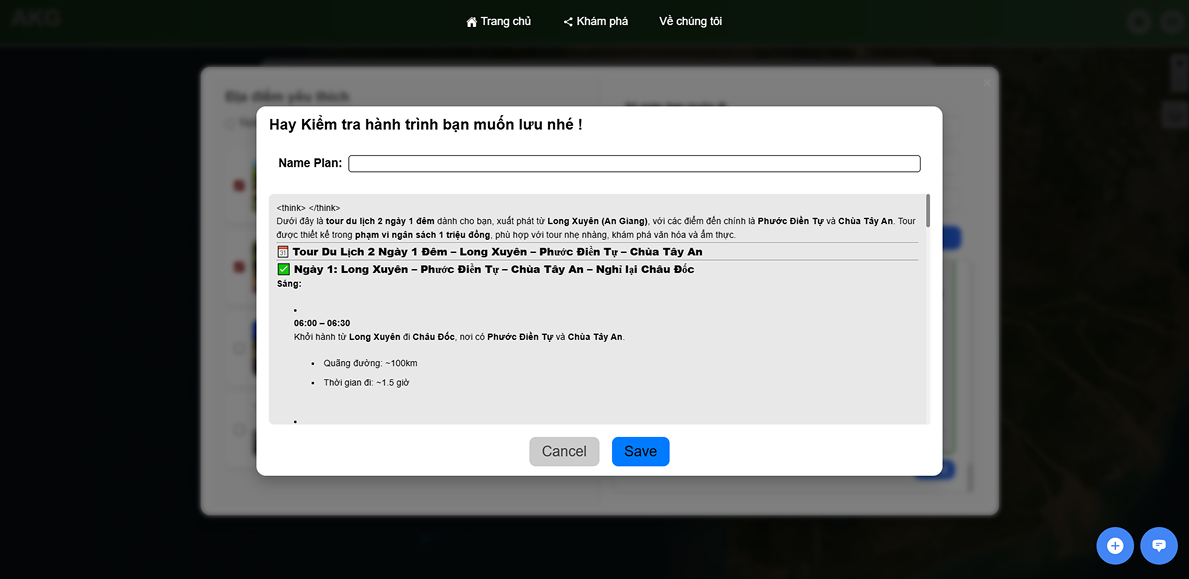 AKG
Trang chủ
Khám phá
Về chúng tôi
Địa điểm yêu thích
Hay Kiểm tra hành trình bạn muốn lưu nhé !
Name Plan:
<think> </think>
Dưới đây là tour du lịch 2 ngày 1 đêm dành cho bạn, xuất phát từ Long Xuyên (An Giang), với các điểm đến chính là Phước Điền Tự và Chùa Tây An. Tour
được thiết kế trong phạm vi ngân sách 1 triệu đồng, phù hợp với tour nhẹ nhàng, khám phá văn hóa và ẩm thực.
Tour Du Lịch 2 Ngày 1 Đêm – Long Xuyên – Phước Điền Tự – Chùa Tây An
Ngày 1: Long Xuyên – Phước Điền Tự – Chùa Tây An – Nghỉ lại Châu Đốc
Sáng:
06:00 – 06:30
Khởi hành từ Long Xuyên đi Châu Đốc, nơi có Phước Điền Tự và Chùa Tây An.
• Quãng đường: ~100km
• Thời gian đi: ~1.5 giờ
Cancel
Save